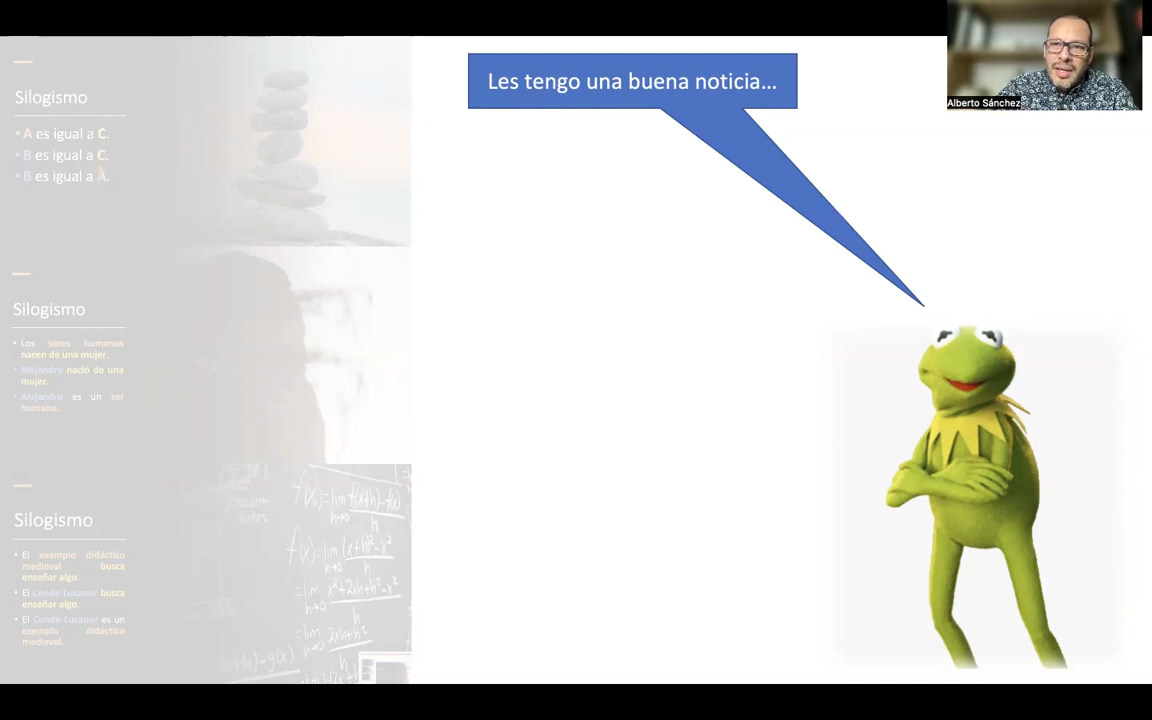 Silogismo
• A es igual a C.
• B es igual a C.
• B es igual a A.
Silogismo
• Los seres humanos
nacen de una mujer.
• Alejandro nació de una
mujer.
• Alejandro es un ser
humano.
Silogismo
• El exemplo didáctico
medieval busca
enseñar algo.
• El Conde Lucanor busca
enseñar algo.
• El Conde Lucanor es un
exemplo didáctico
medieval.
Les tengo una buena noticia...
Alberto Sánchez